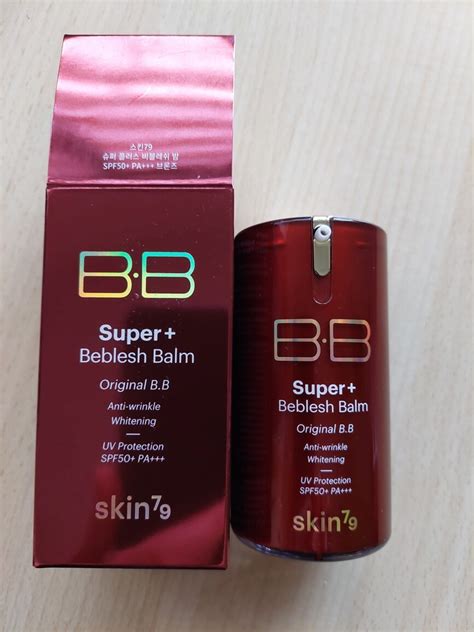 스킨79
슈퍼 플러스 비블레쉬 밤
SPF50+ PA+++ 브론즈
B·B
Super+
Beblesh Balm
Original B.B
Anti-wrinkle
Whitening
UV Protection
SPF50+ PA+++
skin79
B·B
Super+
Beblesh Balm
Original B.B
Anti-wrinkle
Whitening
UV Protection
SPF50+ PA+++
skin79